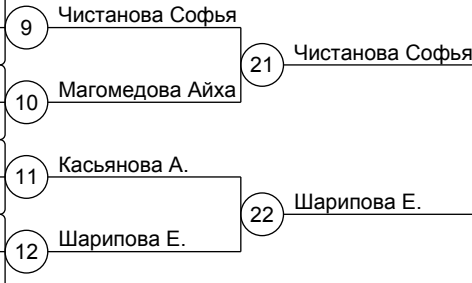 Чистанова Софья
9
21
Чистанова Софья
Магомедова Айха
10
Касьянова А.
11
22
Шарипова Е.
Шарипова Е.
12